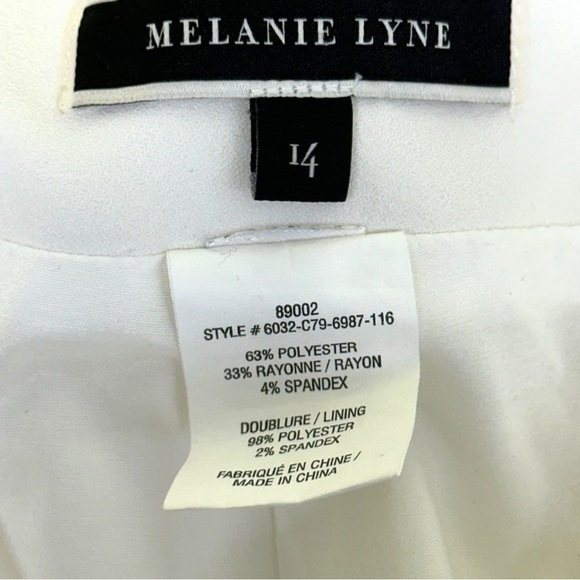 MELANIE LYNE
14
89002
STYLE # 6032-C79-6987-116
63% POLYESTER
33% RAYONNE / RAYON
4% SPANDEX
DOUBLURE / LINING
98% POLYESTER
2% SPANDEX
FABRIQUÉ EN CHINE /
MADE IN CHINA